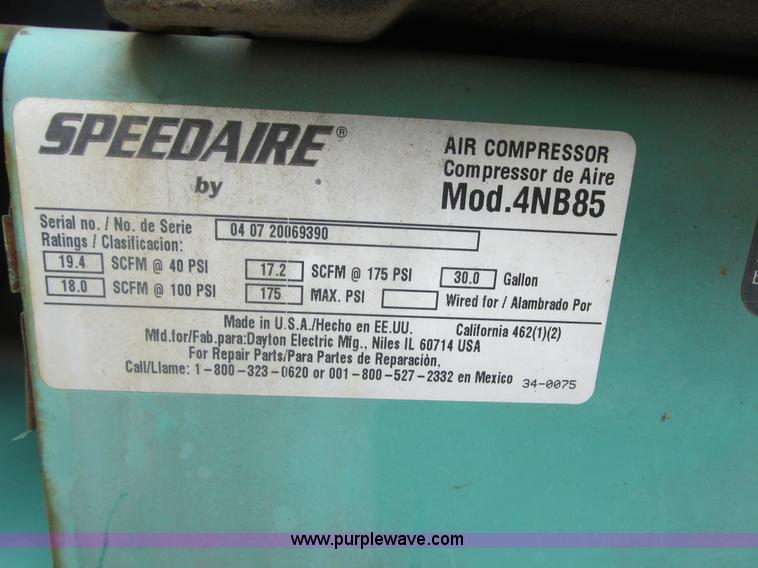 SPEEDAIRE®
by
AIR COMPRESSOR
Compressor de Aire
Mod.4NB85
Serial no. / No. de Serie 04 07 20069390
Ratings / Clasificacion:
19.4 SCFM @ 40 PSI 17.2 SCFM @ 175 PSI 30.0 Gallon
18.0 SCFM @ 100 PSI 175 MAX. PSI Wired for / Alambrado Por
Made in U.S.A./Hecho en EE.UU. California 462(1)(2)
Mfd.for/Fab.para:Dayton Electric Mfg., Niles IL 60714 USA
For Repair Parts/Para Partes de Reparación,
Call/Llame: 1-800-323-0620 or 001-800-527-2332 en Mexico 34-0075
www.purplewave.com